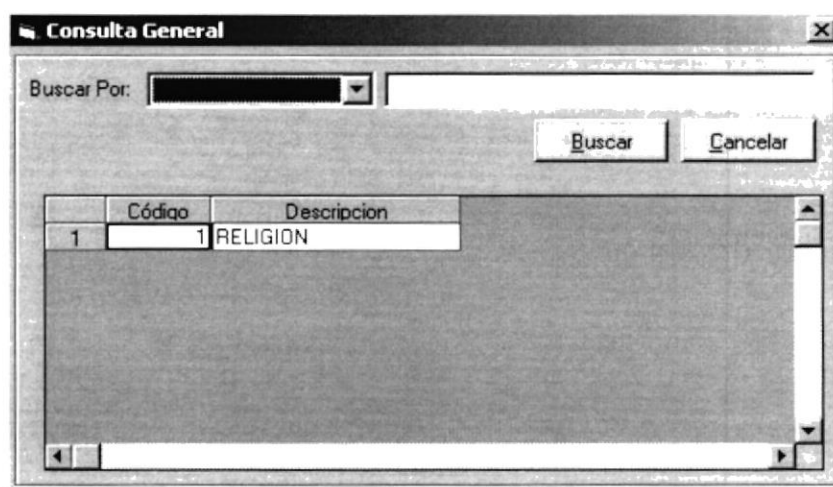 Consulta General
Buscar Por:
Buscar Cancelar
Código Descripcion
1 1 RELIGION